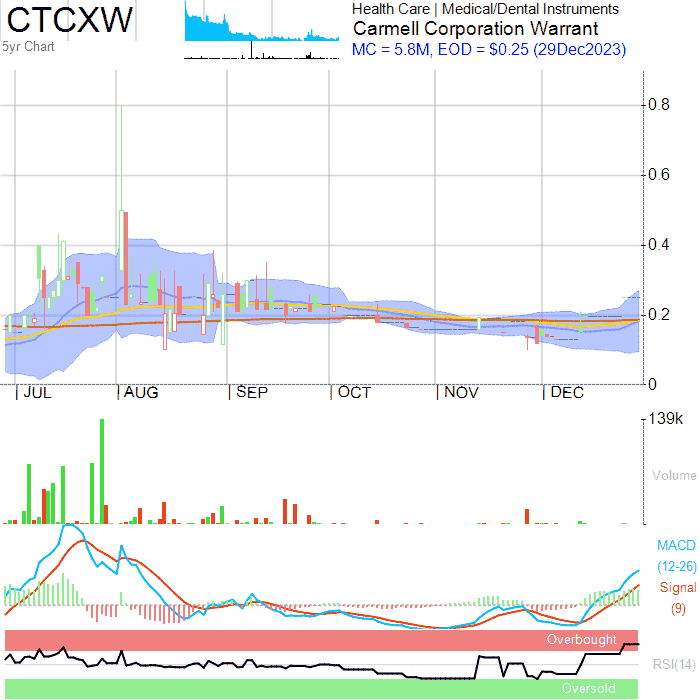 CTCXW
5yr Chart
Health Care | Medical/Dental Instruments
Carmell Corporation Warrant
MC = 5.8M, EOD = $0.25 (29Dec2023)
0.8
0.6
0.4
0.2
0
JUL AUG SEP OCT NOV DEC
139k
Volume
MACD
(12-26)
Signal
(9)
Overbought
RSI(14)
Oversold